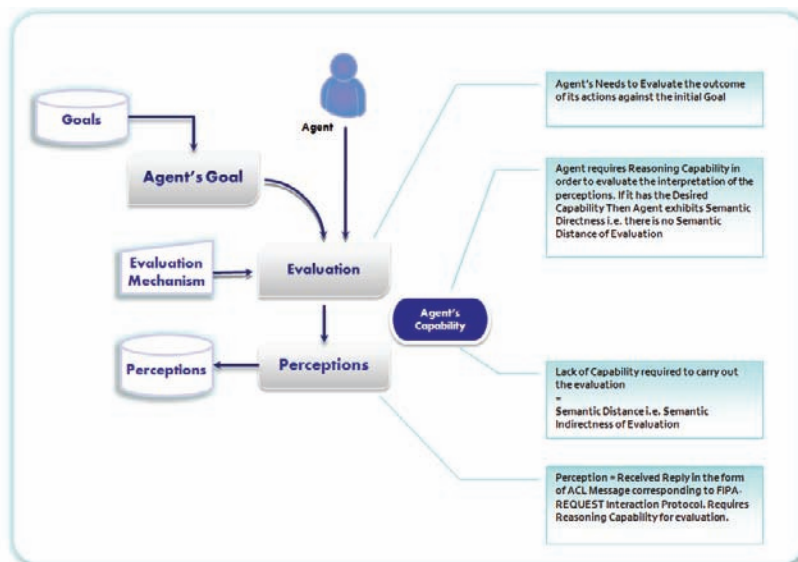 Goals
Agent
Agent's Goal
Evaluation
Mechanism
Evaluation
Perceptions
Perceptions
Agent's
Capability
Agent's Needs to Evaluate the outcome
of its actions against the initial Goal
Agent requires Reasoning Capability in
order to evaluate the interpretation of the
perceptions. If it has the Desired
Capability Then Agent exhibits Semantic
Directness i.e. there is no Semantic
Distance of Evaluation
Lack of Capability required to carry out
the evaluation
=
Semantic Distance i.e. Semantic
Indirectness of Evaluation
Perception = Received Reply in the form
of ACL Message corresponding to FIPA-
REQUEST Interaction Protocol. Requires
Reasoning Capability for evaluation.